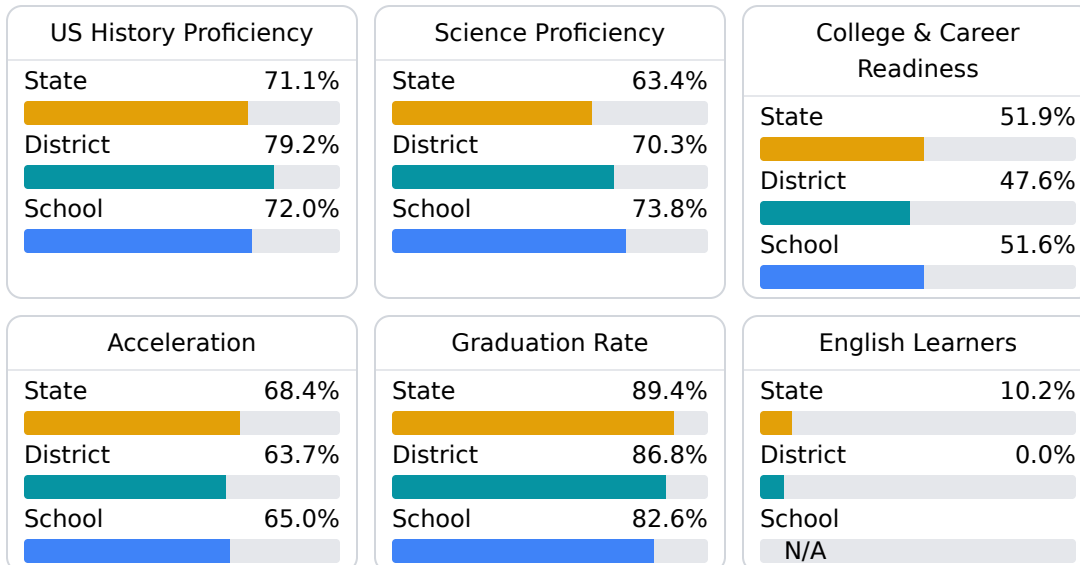 US History Proficiency
State 71.1%
District 79.2%
School 72.0%
Science Proficiency
State 63.4%
District 70.3%
School 73.8%
College & Career
Readiness
State 51.9%
District 47.6%
School 51.6%
Acceleration
State 68.4%
District 63.7%
School 65.0%
Graduation Rate
State 89.4%
District 86.8%
School 82.6%
English Learners
State 10.2%
District 0.0%
School
N/A